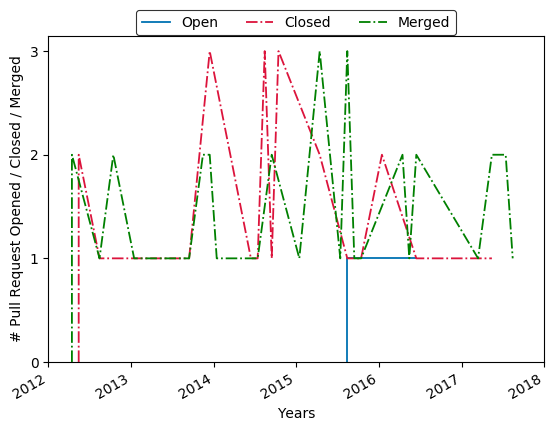 Open Closed Merged
# Pull Request Opened / Closed / Merged
3
2
1
0
2012 2013 2014 2015 2016 2017 2018
Years